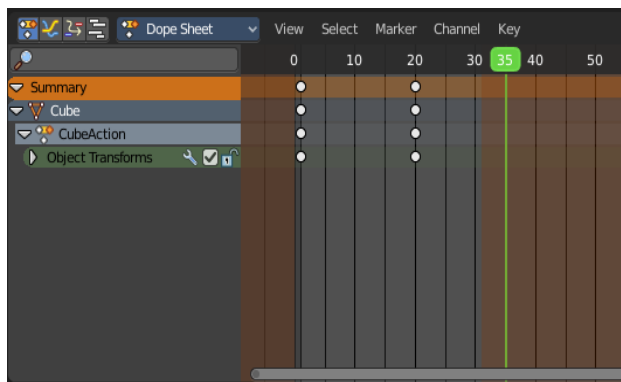 Dope Sheet View Select Marker Channel Key
0 10 20 30 35 40 50
Summary
Cube
CubeAction
Object Transforms